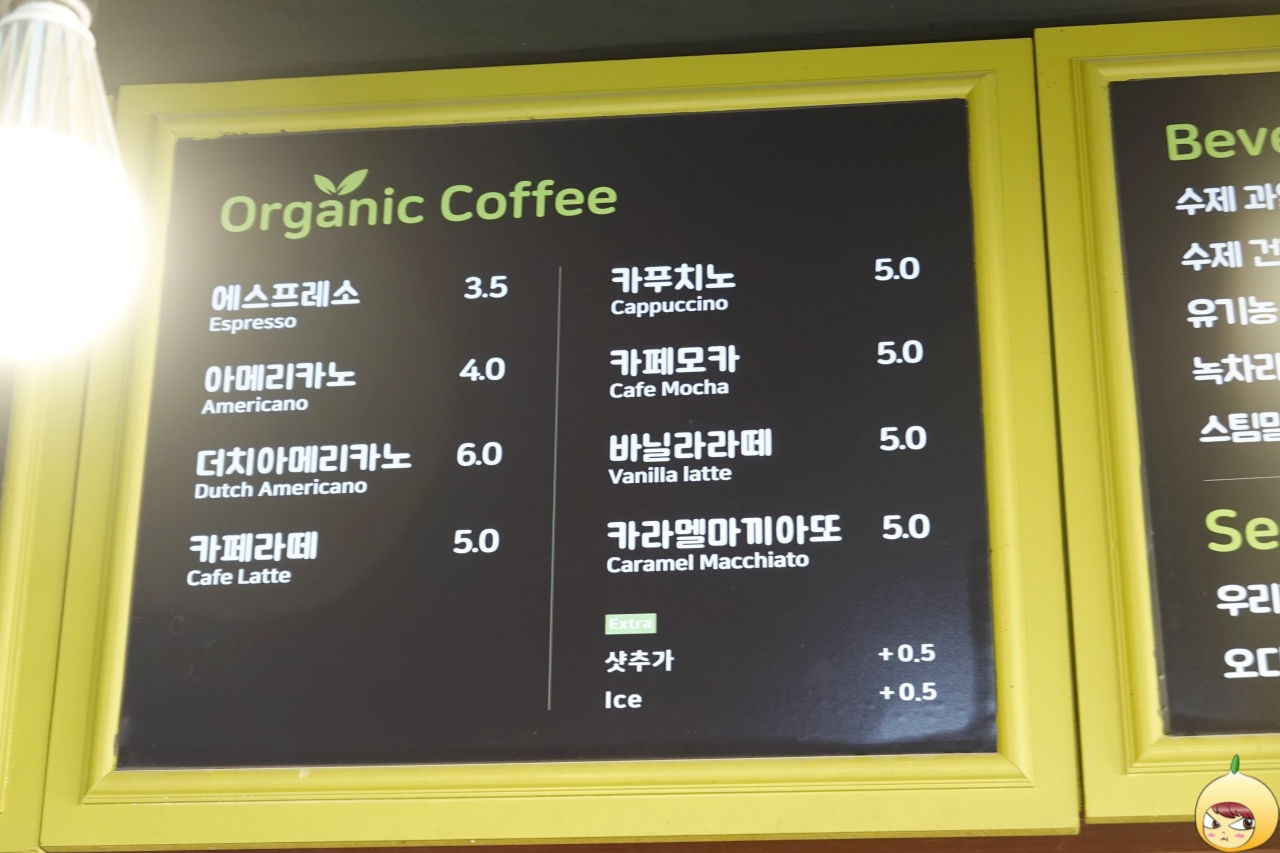 Organic Coffee
에스프레소 3.5
Espresso
아메리카노 4.0
Americano
더치아메리카노 6.0
Dutch Americano
카페라떼 5.0
Cafe Latte
카푸치노 5.0
Cappuccino
카페모카 5.0
Cafe Mocha
바닐라라떼 5.0
Vanilla latte
카라멜마끼아또 5.0
Caramel Macchiato
Extra
샷추가 +0.5
Ice +0.5
수제
수제
유기농